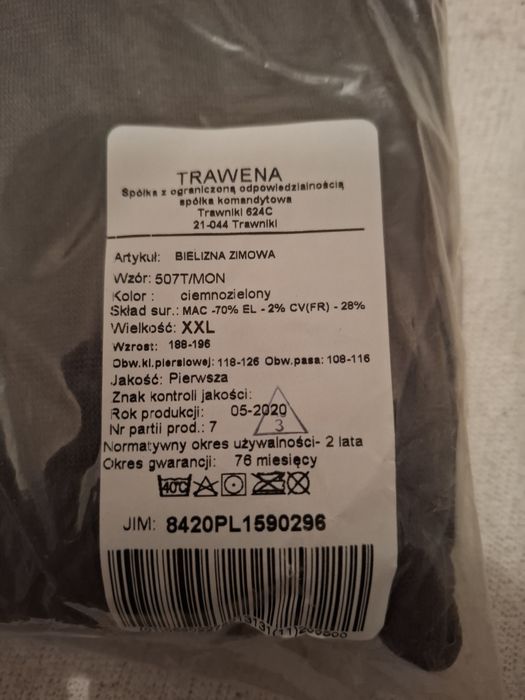 TRAWENA
Spółka z ograniczoną odpowiedzialnością
spółka komandytowa
Trawniki 624C
21-044 Trawniki
Artykuł: BIELIZNA ZIMOWA
Wzór: 507T/MON
Kolor : ciemnozielony
Skład sur.: MAC -70% EL - 2% CV(FR) - 28%
Wielkość: XXL
Wzrost: 188-196
Obw.kl.piersiowej: 118-126 Obw.pasa: 108-116
Jakość: Pierwsza
Znak kontroli jakości:
Rok produkcji: 05-2020
Nr partii prod.: 7 3
Normatywny okres używalności- 2 lata
Okres gwarancji: 76 miesięcy
40°C
JIM: 8420PL1590296